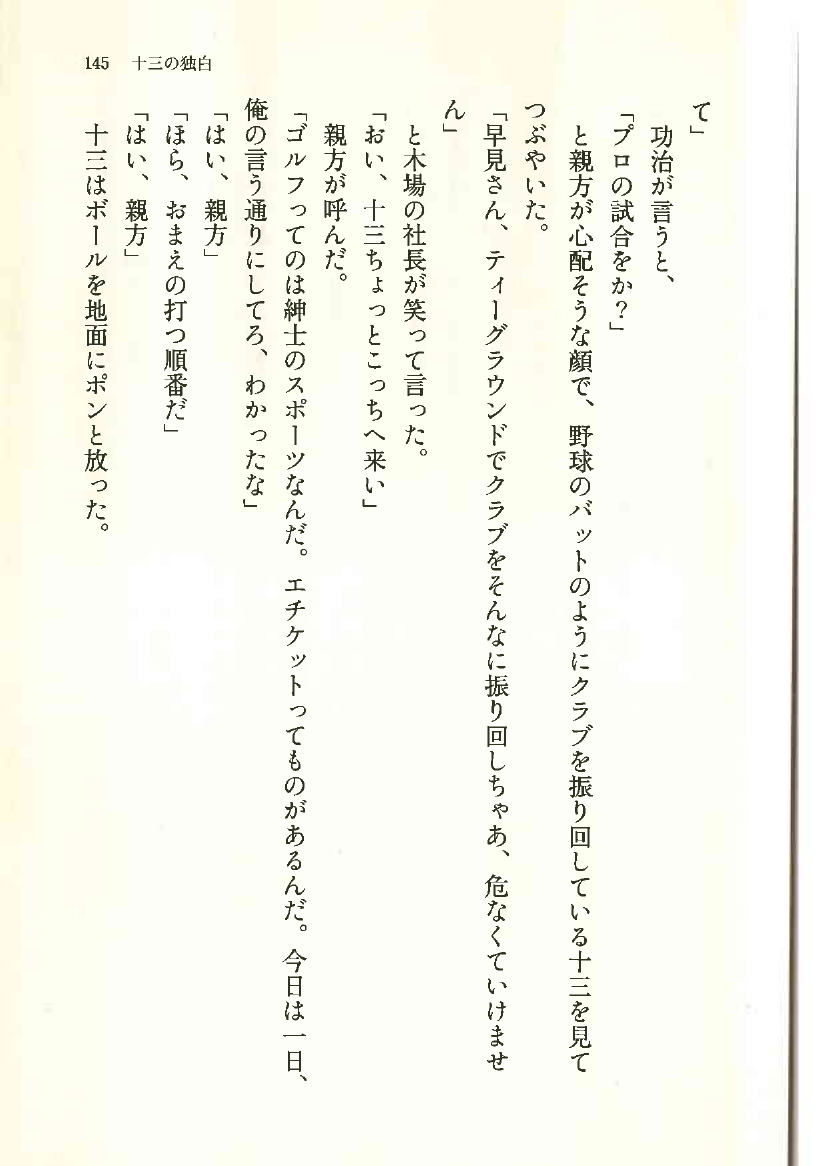 145 十三の独白
て」
功治が言うと、
「プロの試合をか？」
と親方が心配そうな顔で、野球のバットのようにクラブを振り回している十三を見て
つぶやいた。
「早見さん、ティーグラウンドでクラブをそんなに振り回しちゃあ、危なくていけませ
ん」
と木場の社長が笑って言った。
「おい、十三ちょっとこっちへ来い」
親方が呼んだ。
「ゴルフってのは紳士のスポーツなんだ。エチケットってものがあるんだ。今日は一日、
俺の言う通りにしてろ、わかったな」
「はい、親方」
「ほら、おまえの打つ順番だ」
「はい、親方」
十三はボールを地面にポンと放った。